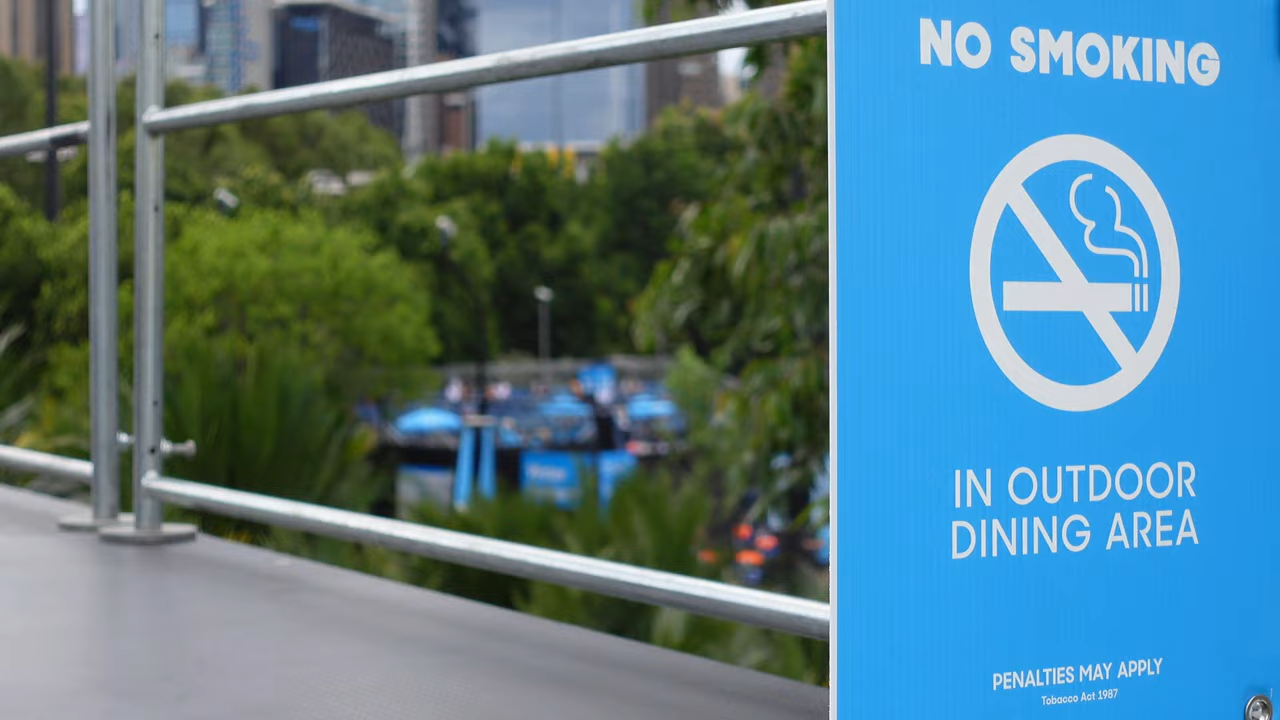 NO SMOKING
IN OUTDOOR
DINING AREA
PENALTIES MAY APPLY
Tobacco Act 1987